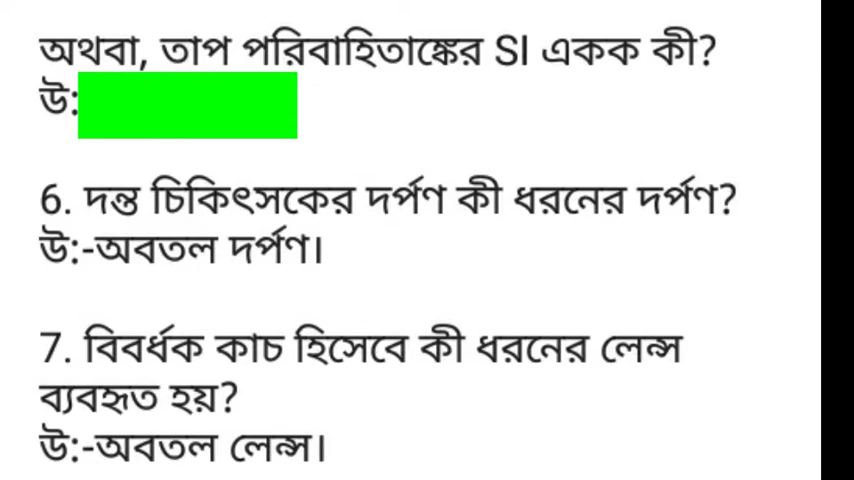 অথবা, তাপ পরিবাহিতাঙ্কের SI একক কী?
উ:
6. দন্ত চিকিৎসকের দর্পণ কী ধরনের দর্পণ?
উ:-অবতল দর্পণ।
7. বিবর্ধক কাচ হিসেবে কী ধরনের লেন্স
ব্যবহৃত হয়?
উ:-অবতল লেন্স।